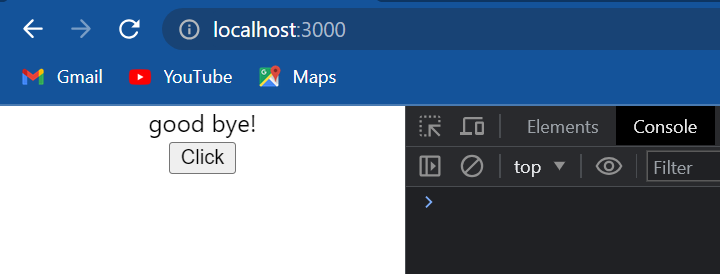 localhost:3000
Gmail YouTube Maps
good bye!
Click
Elements Console
top Filter